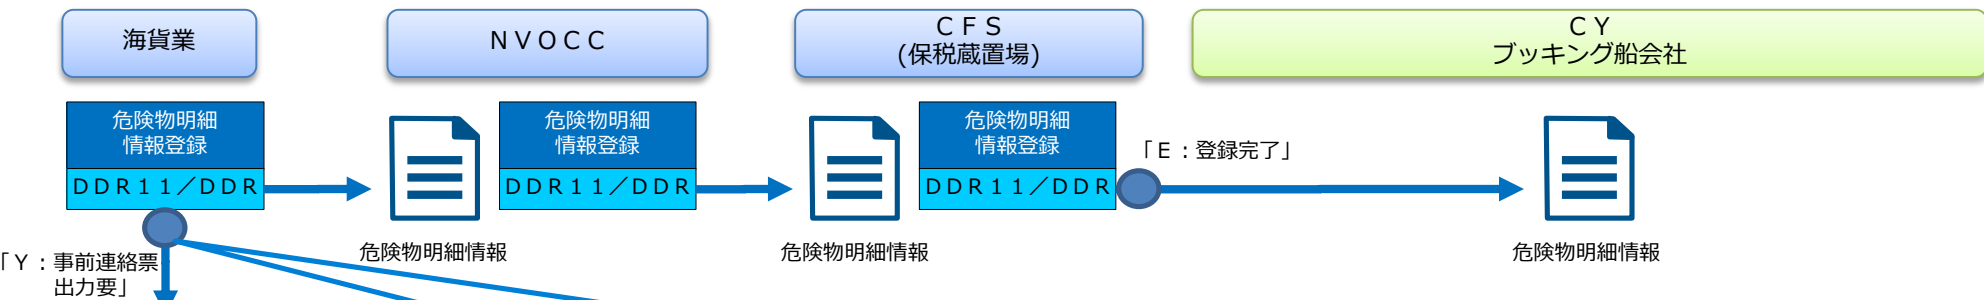 海貨業
ＮＶＯＣＣ
ＣＦＳ
(保税蔵置場)
ＣＹ
ブッキング船会社
危険物明細
情報登録
ＤＤＲ１１／ＤＤＲ
危険物明細情報
危険物明細
情報登録
ＤＤＲ１１／ＤＤＲ
危険物明細情報
危険物明細
情報登録
ＤＤＲ１１／ＤＤＲ
「Ｅ：登録完了」
危険物明細情報
「Ｙ：事前連絡票
出力要」